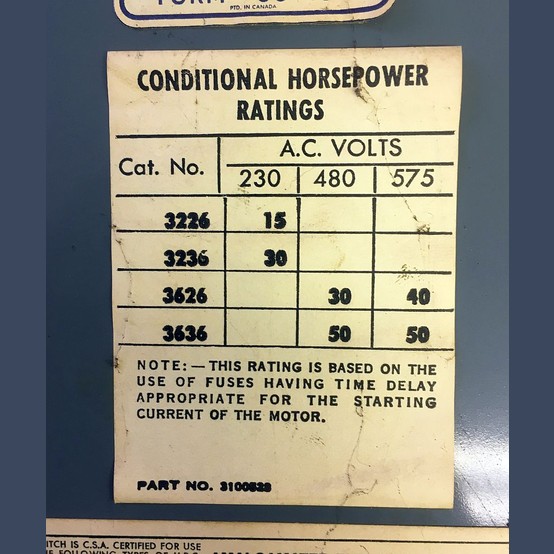 PTD. IN CANADA
CONDITIONAL HORSEPOWER
RATINGS
Cat. No.
A.C. VOLTS
230 480 575
3226 15
3236 30
3626 30 40
3636 50 50
NOTE:— THIS RATING IS BASED ON THE
USE OF FUSES HAVING TIME DELAY
APPROPRIATE FOR THE STARTING
CURRENT OF THE MOTOR.
PART NO.
IS C.S.A. CERTIFIED FOR USE